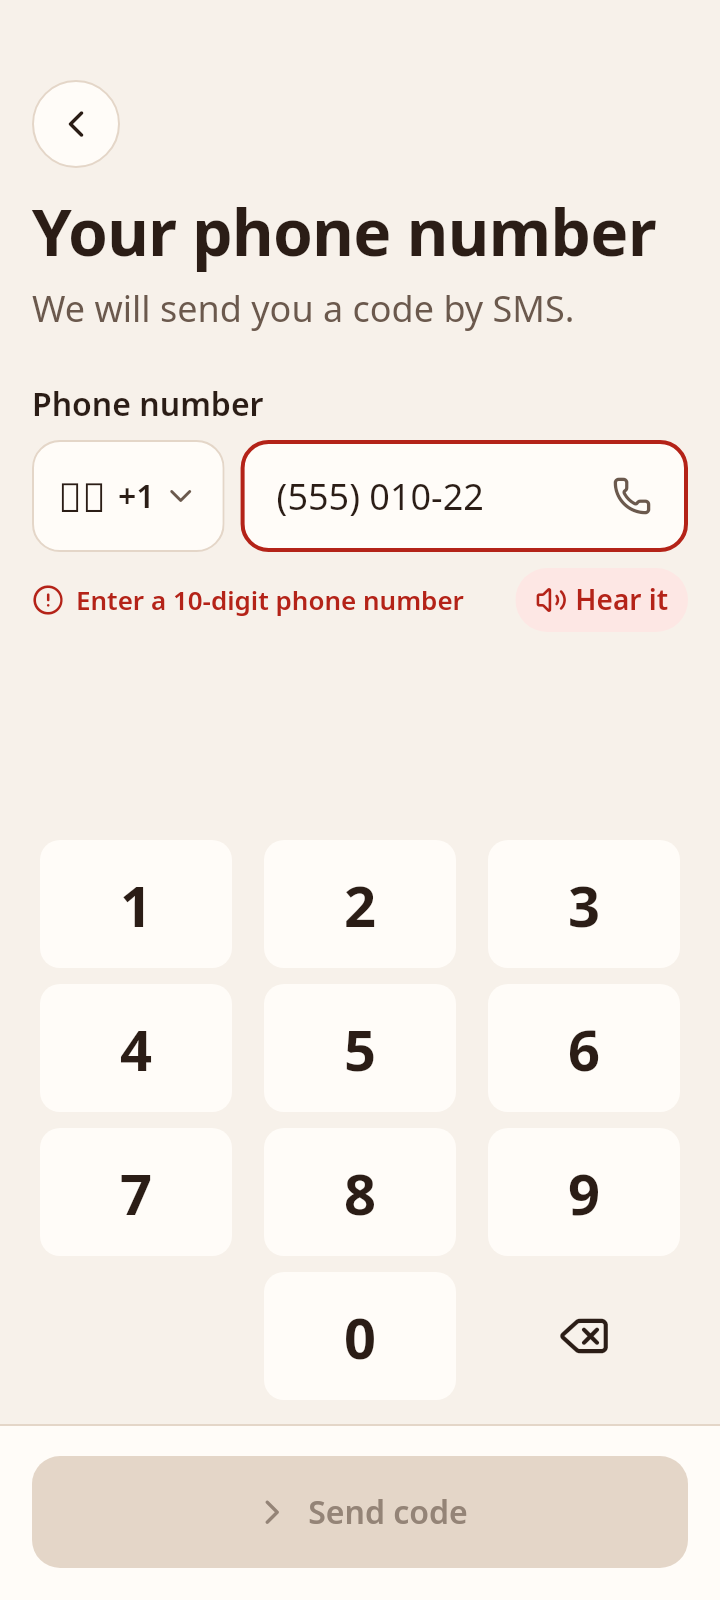 Your phone number
We will send you a code by SMS.
Phone number
+1 (555) 010-22
Enter a 10-digit phone number Hear it
1 2 3
4 5 6
7 8 9
0
Send code